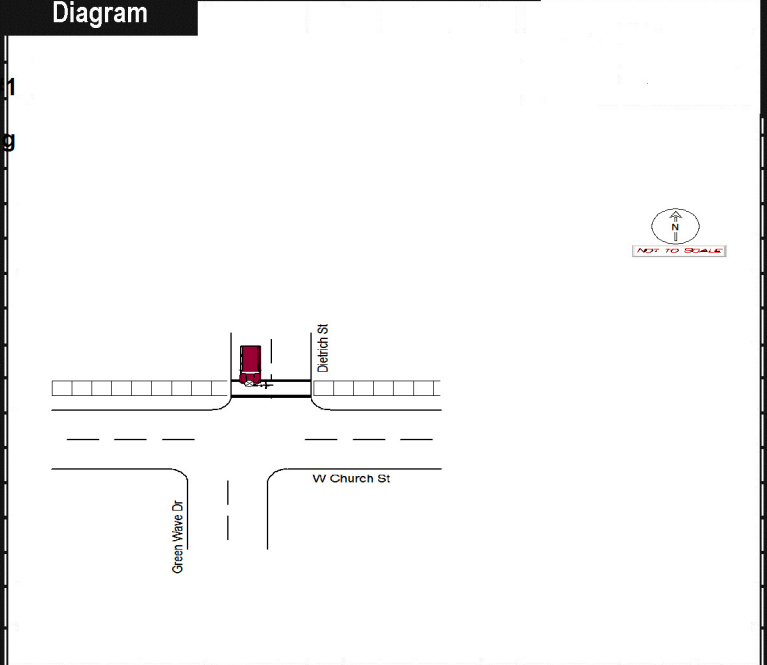 Diagram
1
g
N
NOT TO SCALE
Dietrich St
W Church St
Green Wave Dr